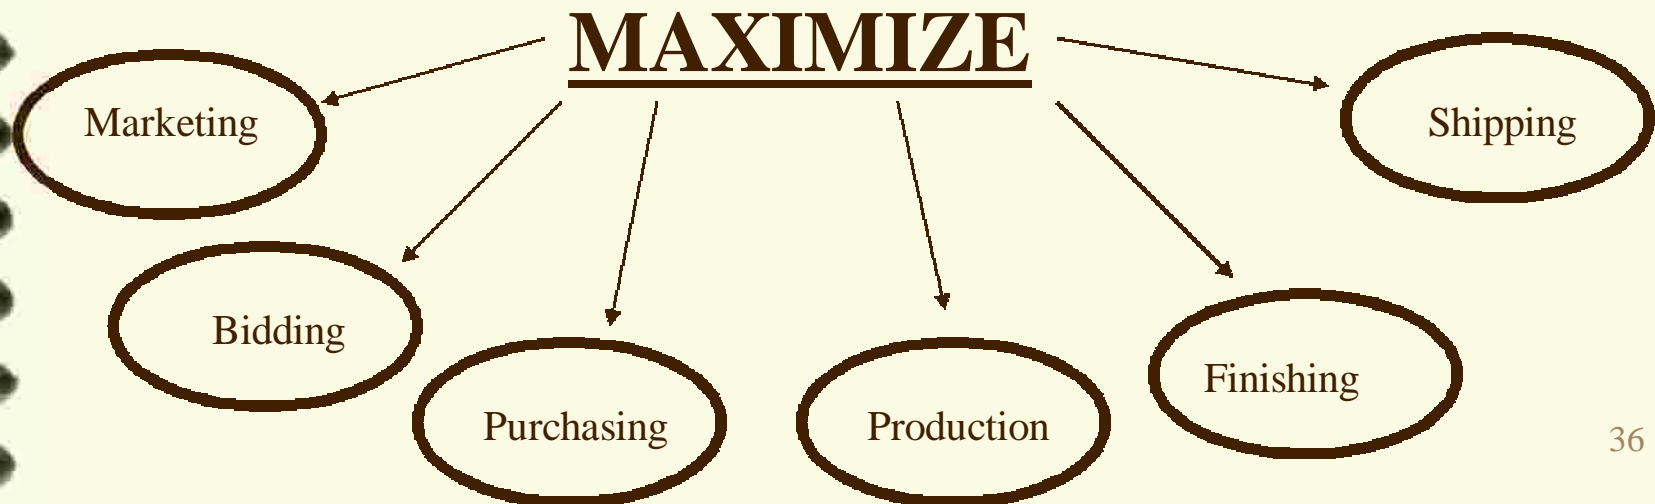 MAXIMIZE
Marketing
Shipping
Bidding
Finishing
Purchasing
Production
36